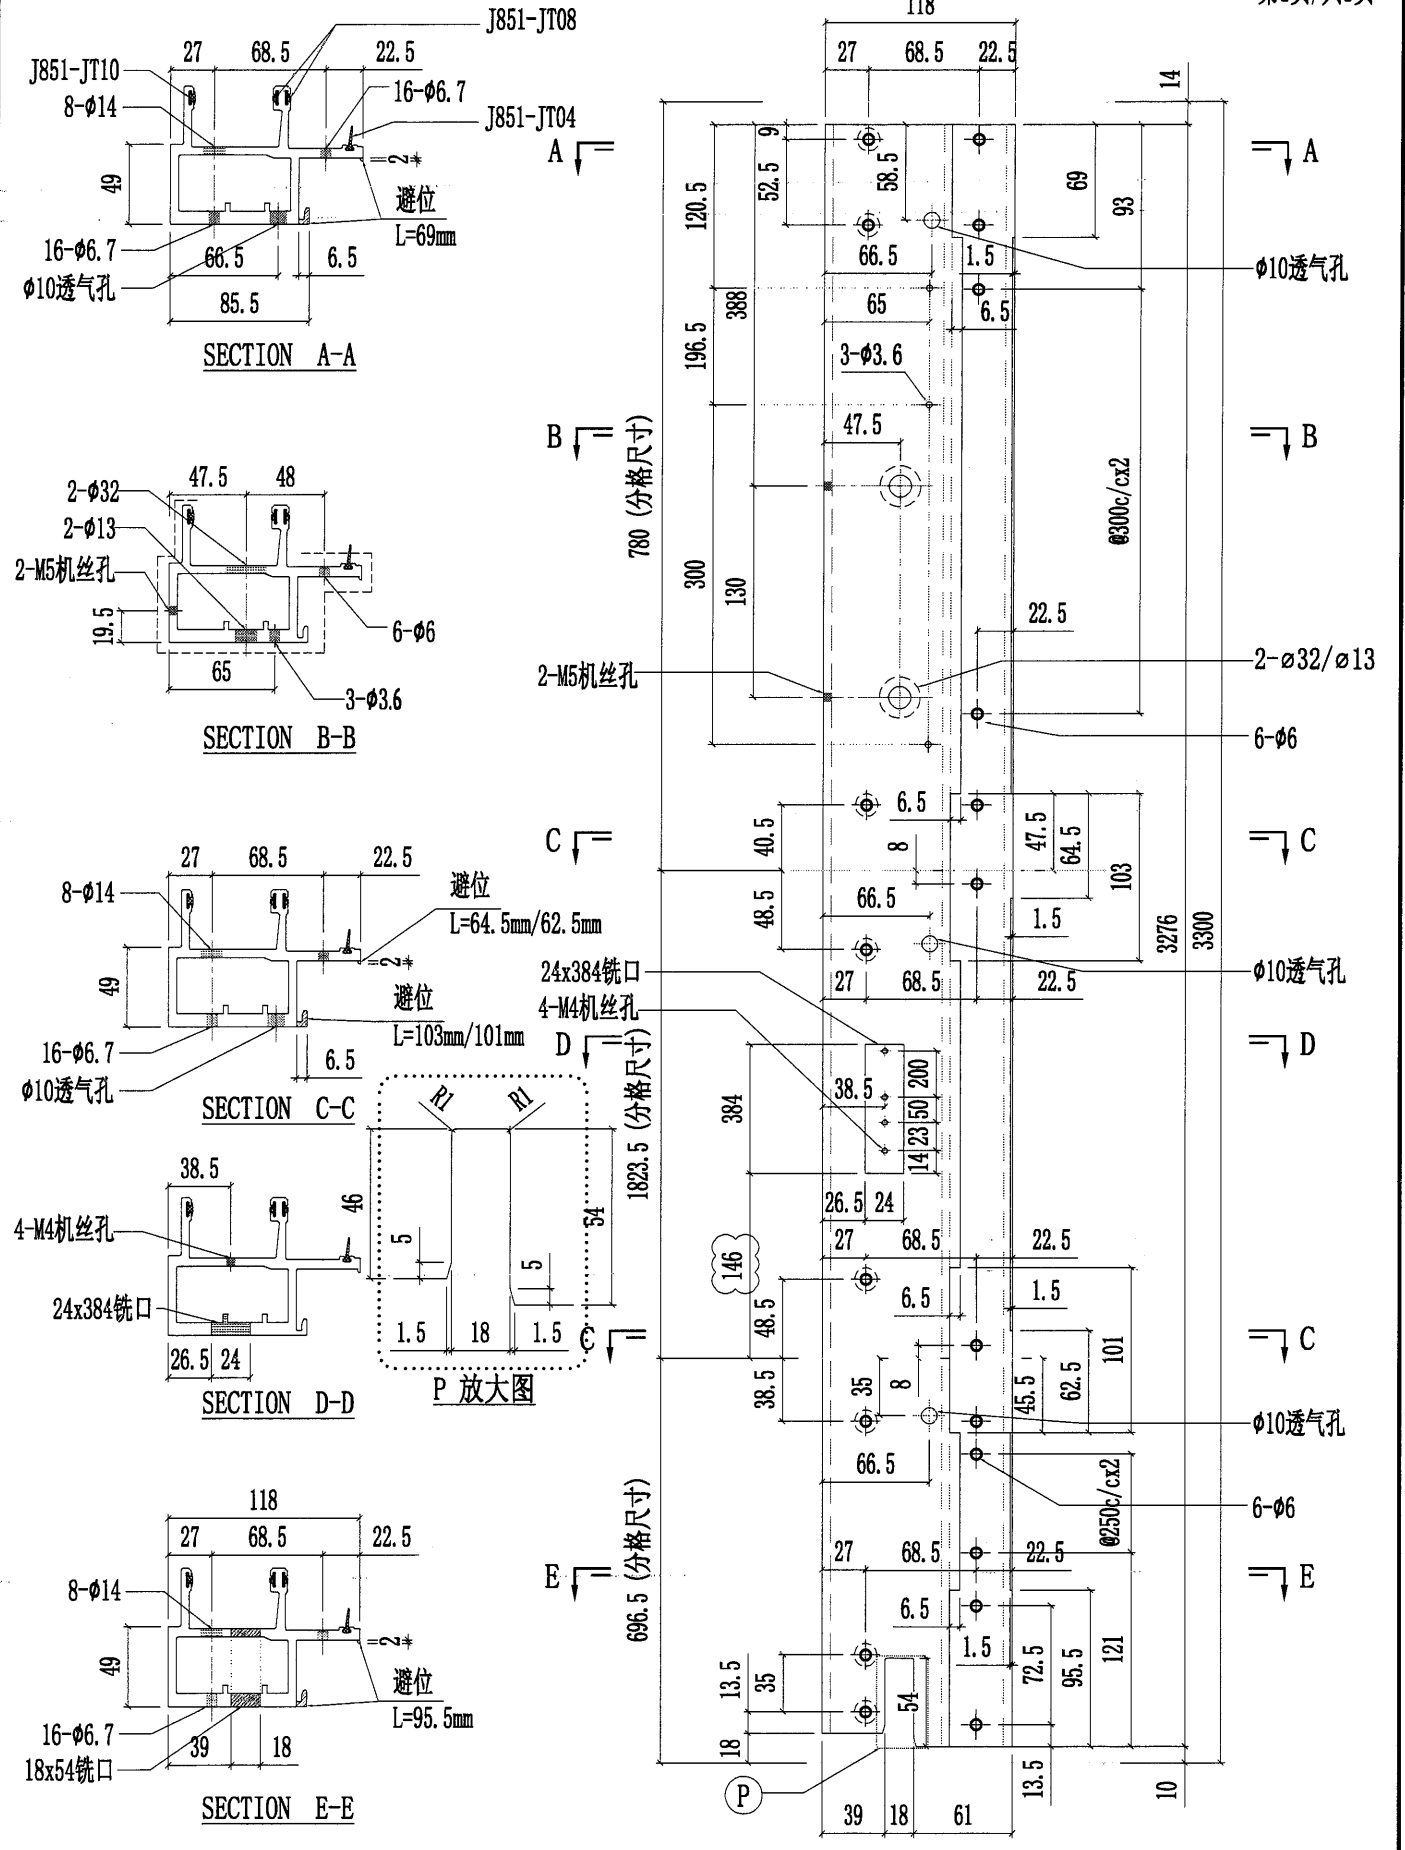 J851-JT08
27
68.5
22.5
J851-JT10
8-ϕ14
16-ϕ6.7
J851-JT04
2
49
避位
L=69mm
16-ϕ6.7
66.5
6.5
ϕ10透气孔
85.5
SECTION A-A
47.5
48
2-ϕ32
2-ϕ13
2-M5机丝孔
19.5
6-ϕ6
65
3-ϕ3.6
SECTION B-B
27
68.5
22.5
8-ϕ14
避位
L=64.5mm/62.5mm
2
49
避位
L=103mm/101mm
16-ϕ6.7
6.5
ϕ10透气孔
SECTION C-C
38.5
4-M4机丝孔
24x384铣口
26.5
24
SECTION D-D
R1
R1
46
54
5
5
1.5
18
1.5
P 放大图
118
27
68.5
22.5
8-ϕ14
2
49
避位
L=95.5mm
16-ϕ6.7
39
18
18x54铣口
SECTION E-E
118
27
68.5
22.5
14
A
A
9
52.5
58.5
120.5
69
93
66.5
1.5
ϕ10透气孔
388
65
6.5
196.5
3-ϕ3.6
47.5
B
B
780 (分格尺寸)
@300c/cx2
300
130
22.5
2-M5机丝孔
2-⌀32/⌀13
6-ϕ6
6.5
47.5
64.5
C
C
40.5
8
103
66.5
48.5
1.5
3276
3300
24x384铣口
ϕ10透气孔
27
68.5
22.5
4-M4机丝孔
D
D
1823.5 (分格尺寸)
384
38.5
200
50
23
14
26.5
24
27
68.5
22.5
146
6.5
1.5
48.5
C
C
101
38.5
35
8
45.5
62.5
ϕ10透气孔
66.5
@250c/cx2
6-ϕ6
696.5 (分格尺寸)
27
68.5
22.5
E
E
6.5
1.5
72.5
95.5
121
13.5
35
54
18
P
13.5
10
39
18
61